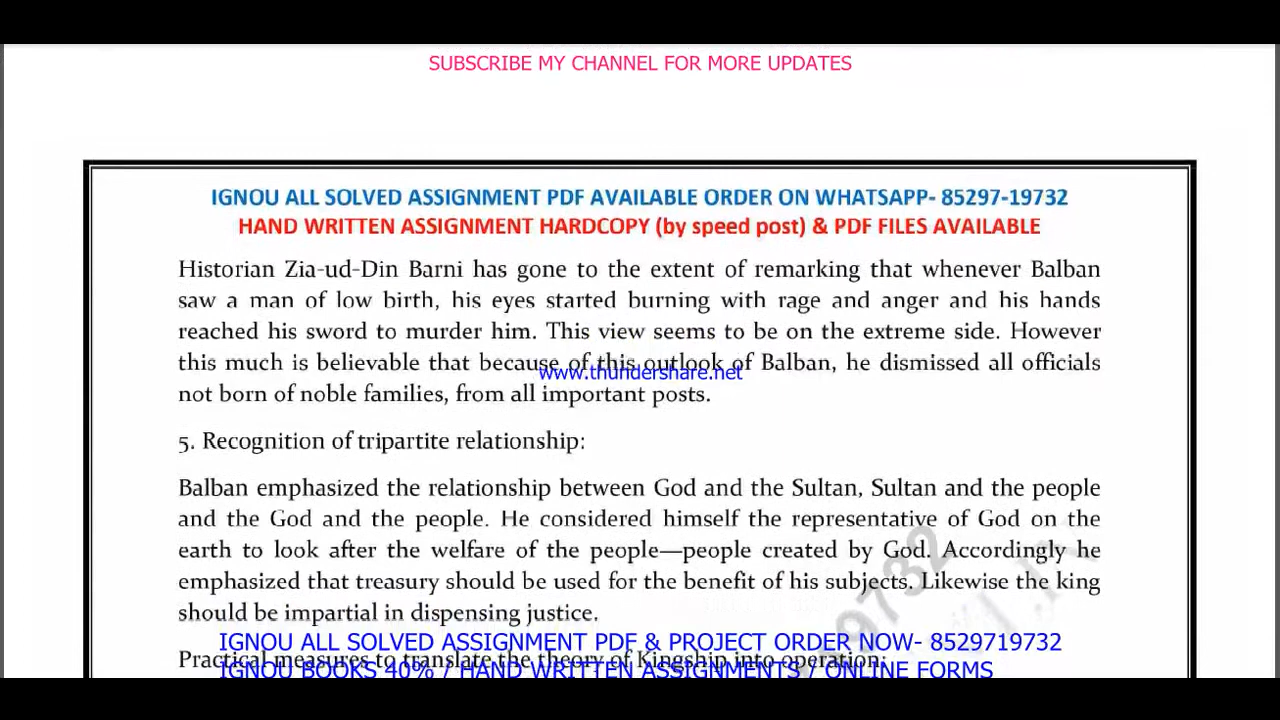 SUBSCRIBE MY CHANNEL FOR MORE UPDATES
IGNOU ALL SOLVED ASSIGNMENT PDF AVAILABLE ORDER ON WHATSAPP- 85297-19732
HAND WRITTEN ASSIGNMENT HARDCOPY (by speed post) & PDF FILES AVAILABLE
Historian Zia-ud-Din Barni has gone to the extent of remarking that whenever Balban
saw a man of low birth, his eyes started burning with rage and anger and his hands
reached his sword to murder him. This view seems to be on the extreme side. However
this much is believable that because of this outlook of Balban, he dismissed all officials
www.thundershare.net
not born of noble families, from all important posts.
5. Recognition of tripartite relationship:
Balban emphasized the relationship between God and the Sultan, Sultan and the people
and the God and the people. He considered himself the representative of God on the
earth to look after the welfare of the people—people created by God. Accordingly he
emphasized that treasury should be used for the benefit of his subjects. Likewise the king
should be impartial in dispensing justice.
IGNOU ALL SOLVED ASSIGNMENT PDF & PROJECT ORDER NOW- 8529719732
Practical measures to translate the theory of Kingship into operation:
IGNOU BOOKS 40% / HAND WRITTEN ASSIGNMENTS / ONLINE FORMS